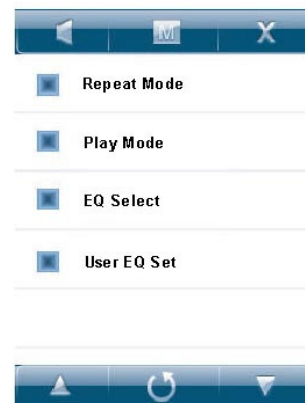 M X
Repeat Mode
Play Mode
EQ Select
User EQ Set